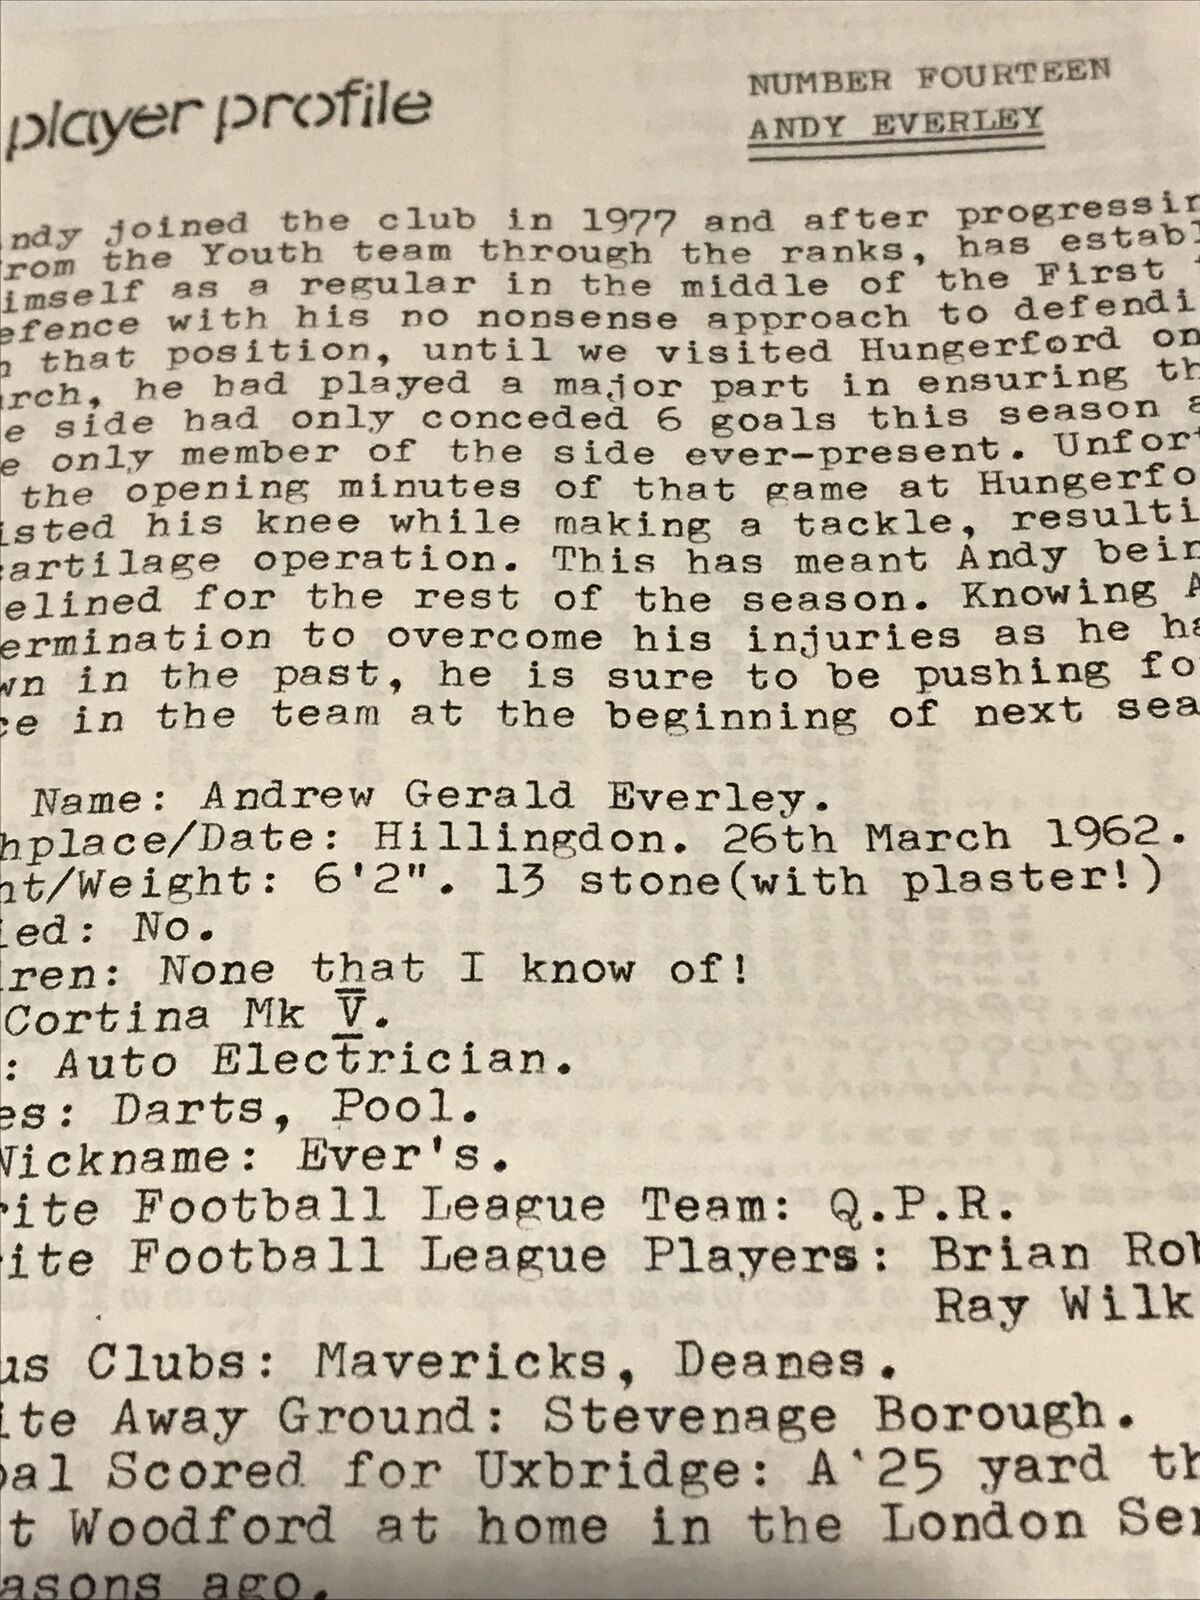 player profile
NUMBER FOURTEEN
ANDY EVERLEY
ndy joined the club in 1977 and after progressin
rom the Youth team through the ranks, has establ
imself as a regular in the middle of the First
efence with his no nonsense approach to defendi
n that position, until we visited Hungerford on
arch, he had played a major part in ensuring th
e side had only conceded 6 goals this season a
e only member of the side ever-present. Unfort
the opening minutes of that game at Hungerfo
isted his knee while making a tackle, resulti
cartilage operation. This has meant Andy bein
elined for the rest of the season. Knowing A
ermination to overcome his injuries as he ha
wn in the past, he is sure to be pushing fo
ce in the team at the beginning of next sea
Name: Andrew Gerald Everley.
hplace/Date: Hillingdon. 26th March 1962.
ht/Weight: 6'2". 13 stone(with plaster!)
ied: No.
ren: None that I know of!
Cortina Mk V.
: Auto Electrician.
es: Darts, Pool.
Nickname: Ever's.
rite Football League Team: Q.P.R.
rite Football League Players: Brian Rob
Ray Wilk
us Clubs: Mavericks, Deanes.
ite Away Ground: Stevenage Borough.
oal Scored for Uxbridge: A'25 yard th
t Woodford at home in the London Sen
asons ago.